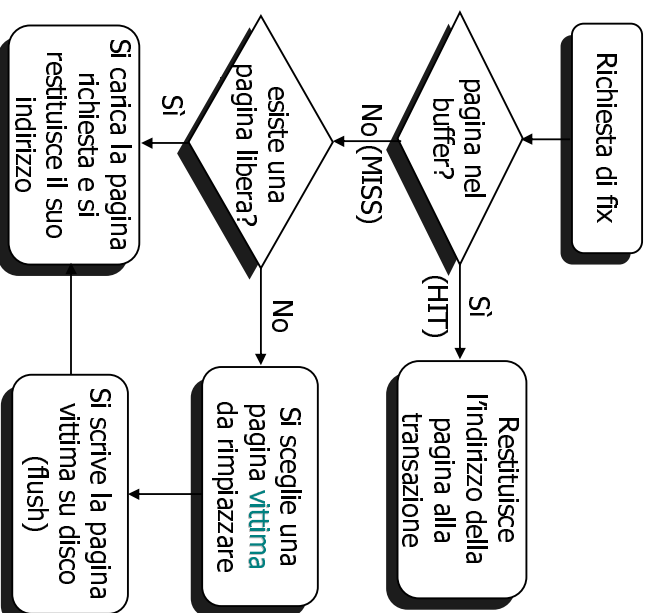 Richiesta di fix
pagina nel
buffer?
Sì
(HIT)
Restituisce
l'indirizzo della
pagina alla
transazione
No (MISS)
esiste una
pagina libera?
No
Si sceglie una
pagina vittima
da rimpiazzare
Sì
Si carica la pagina
richiesta e si
restituisce il suo
indirizzo
Si scrive la pagina
vittima su disco
(flush)